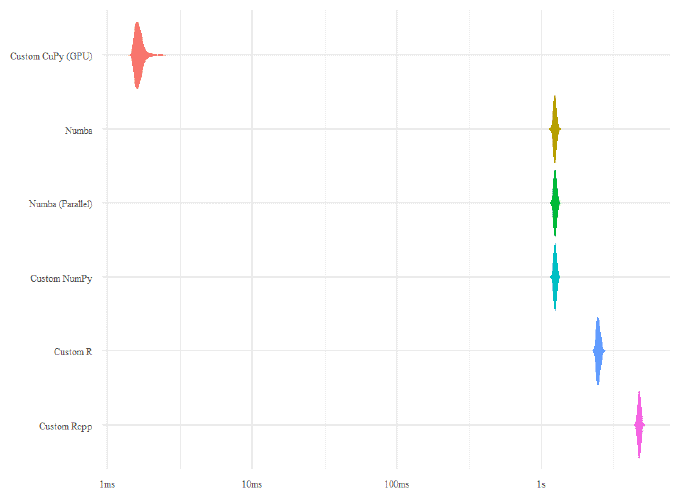 Custom CuPy (GPU)
Numba
Numba (Parallel)
Custom NumPy
Custom R
Custom Rcpp
1ms 10ms 100ms 1s